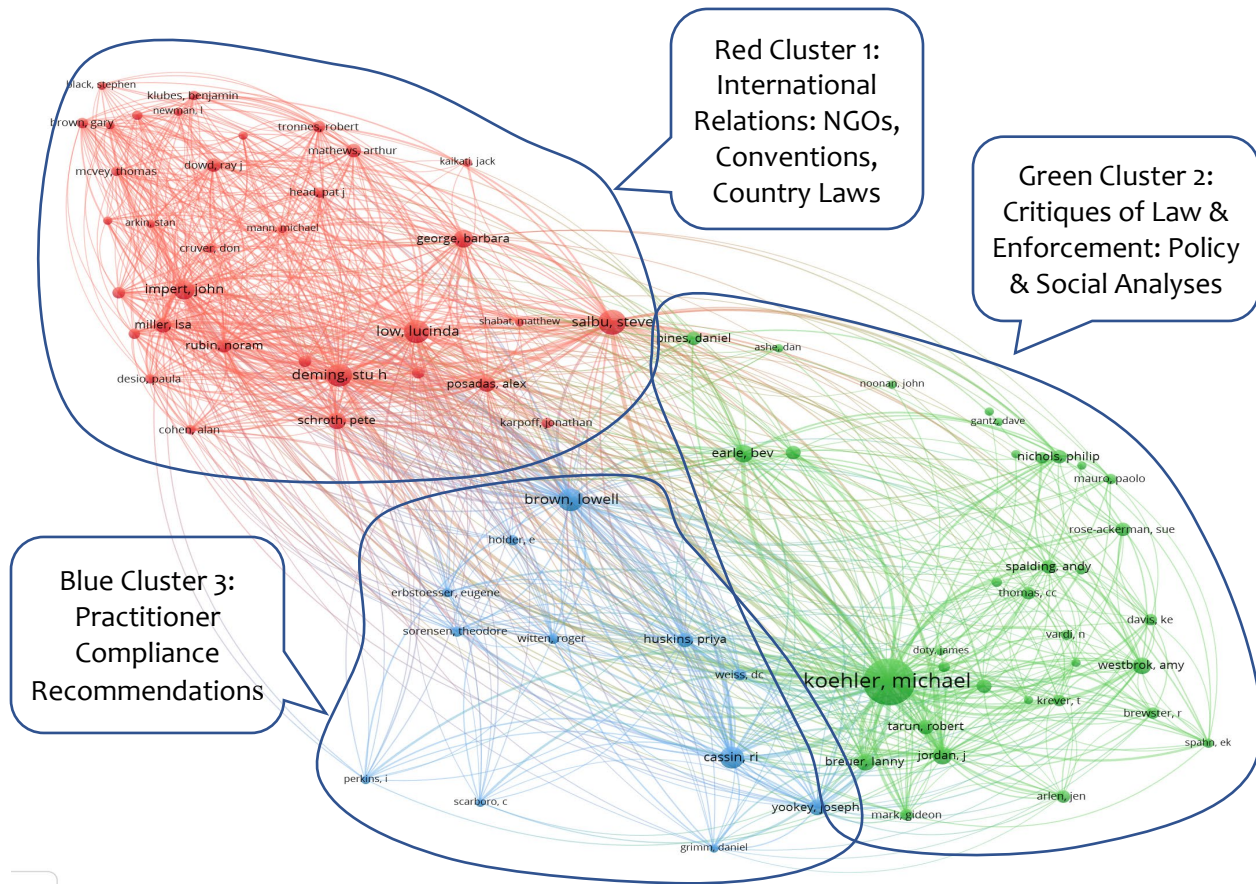 Red Cluster 1:
International
Relations: NGOs,
Conventions,
Country Laws
Green Cluster 2:
Critiques of Law &
Enforcement: Policy
& Social Analyses
Blue Cluster 3:
Practitioner
Compliance
Recommendations
black, stephen
klubes, benjamin
newman, l
brown, gary
tronnes, robert
mathews, arthur
kaikati, jack
mcvey, thomas
dowd, ray j
head, pat j
arkin, stan
mann, michael
cruver, don
george, barbara
impert, john
miller, lsa
shabat, matthew
salbu, steve
low, lucinda
rubin, noram
pines, daniel
ashe, dan
desio, paula
deming, stu h
posadas, alex
noonan, john
schroth, pete
karpoff, jonathan
cohen, alan
gantz, dave
earle, bev
nichols, philip
mauro, paolo
brown, lowell
rose-ackerman, sue
holder, e
spalding, andy
erbstoesser, eugene
thomas, cc
davis, ke
sorensen, theodore
witten, roger
huskins, priya
vardi, n
doty, james
westbrok, amy
weiss, dc
koehler, michael
krever, t
brewster, r
tarun, robert
spahn, ek
cassin, ri
breuer, lanny
jordan, j
perkins, i
arlen, jen
scarboro, c
yookey, joseph
mark, gideon
grimm, daniel